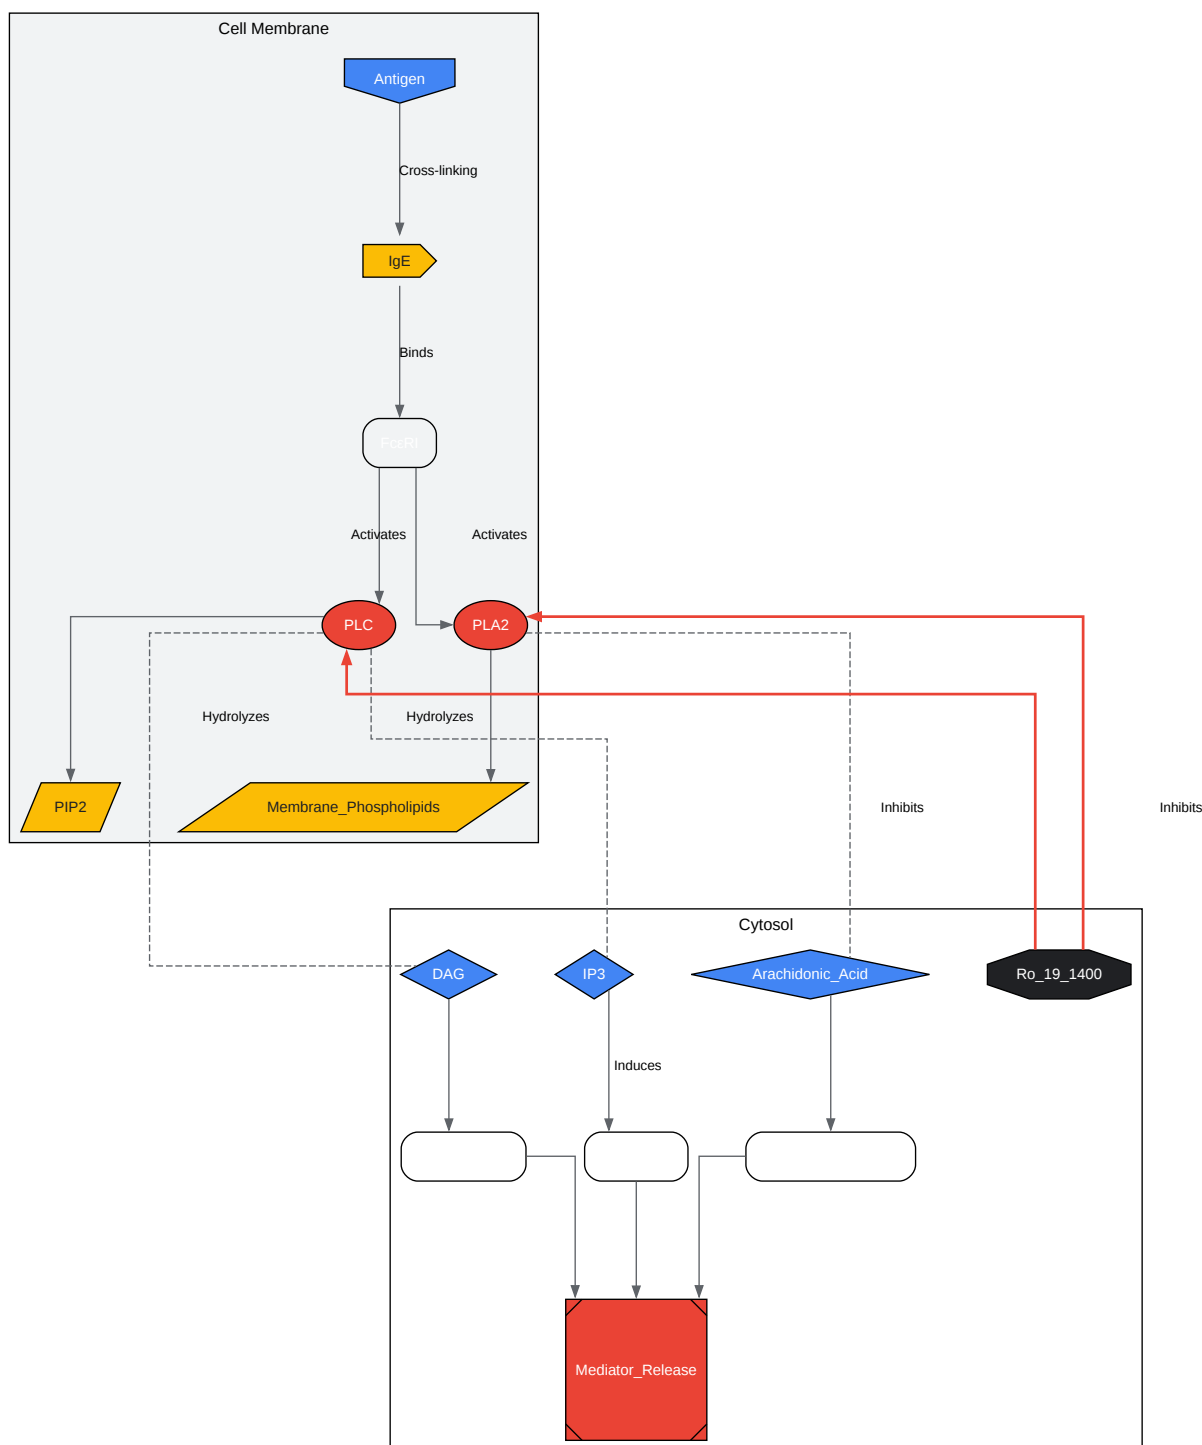 Cell Membrane
Antigen
Cross-linking
IgE
Binds
FcεRI
Activates
Activates
PLC
PLA2
Hydrolyzes
Hydrolyzes
PIP2
Membrane_Phospholipids
Inhibits
Inhibits
Cytosol
DAG
IP3
Arachidonic_Acid
Ro_19_1400
Induces
Mediator_Release